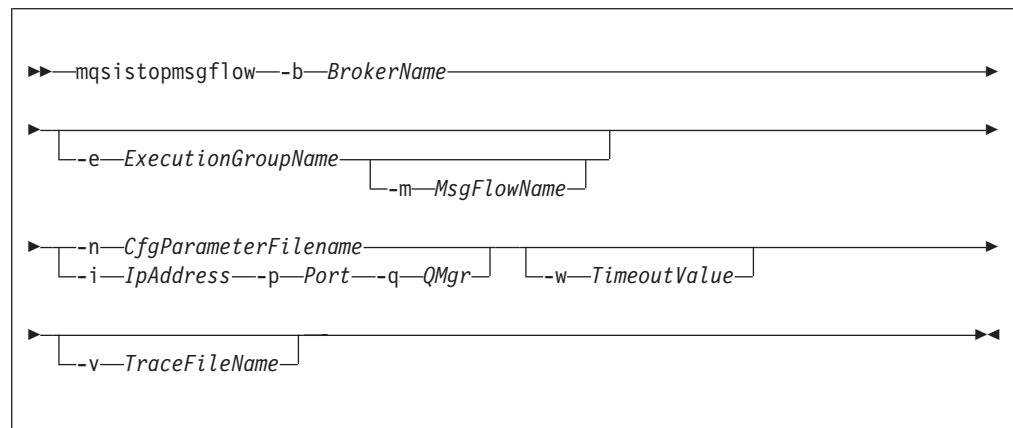 mqsistopmsgflow -b BrokerName
-e ExecutionGroupName
-m MsgFlowName
-n CfgParameterFilename
-i IpAddress -p Port -q QMgr -w TimeoutValue
-v TraceFileName